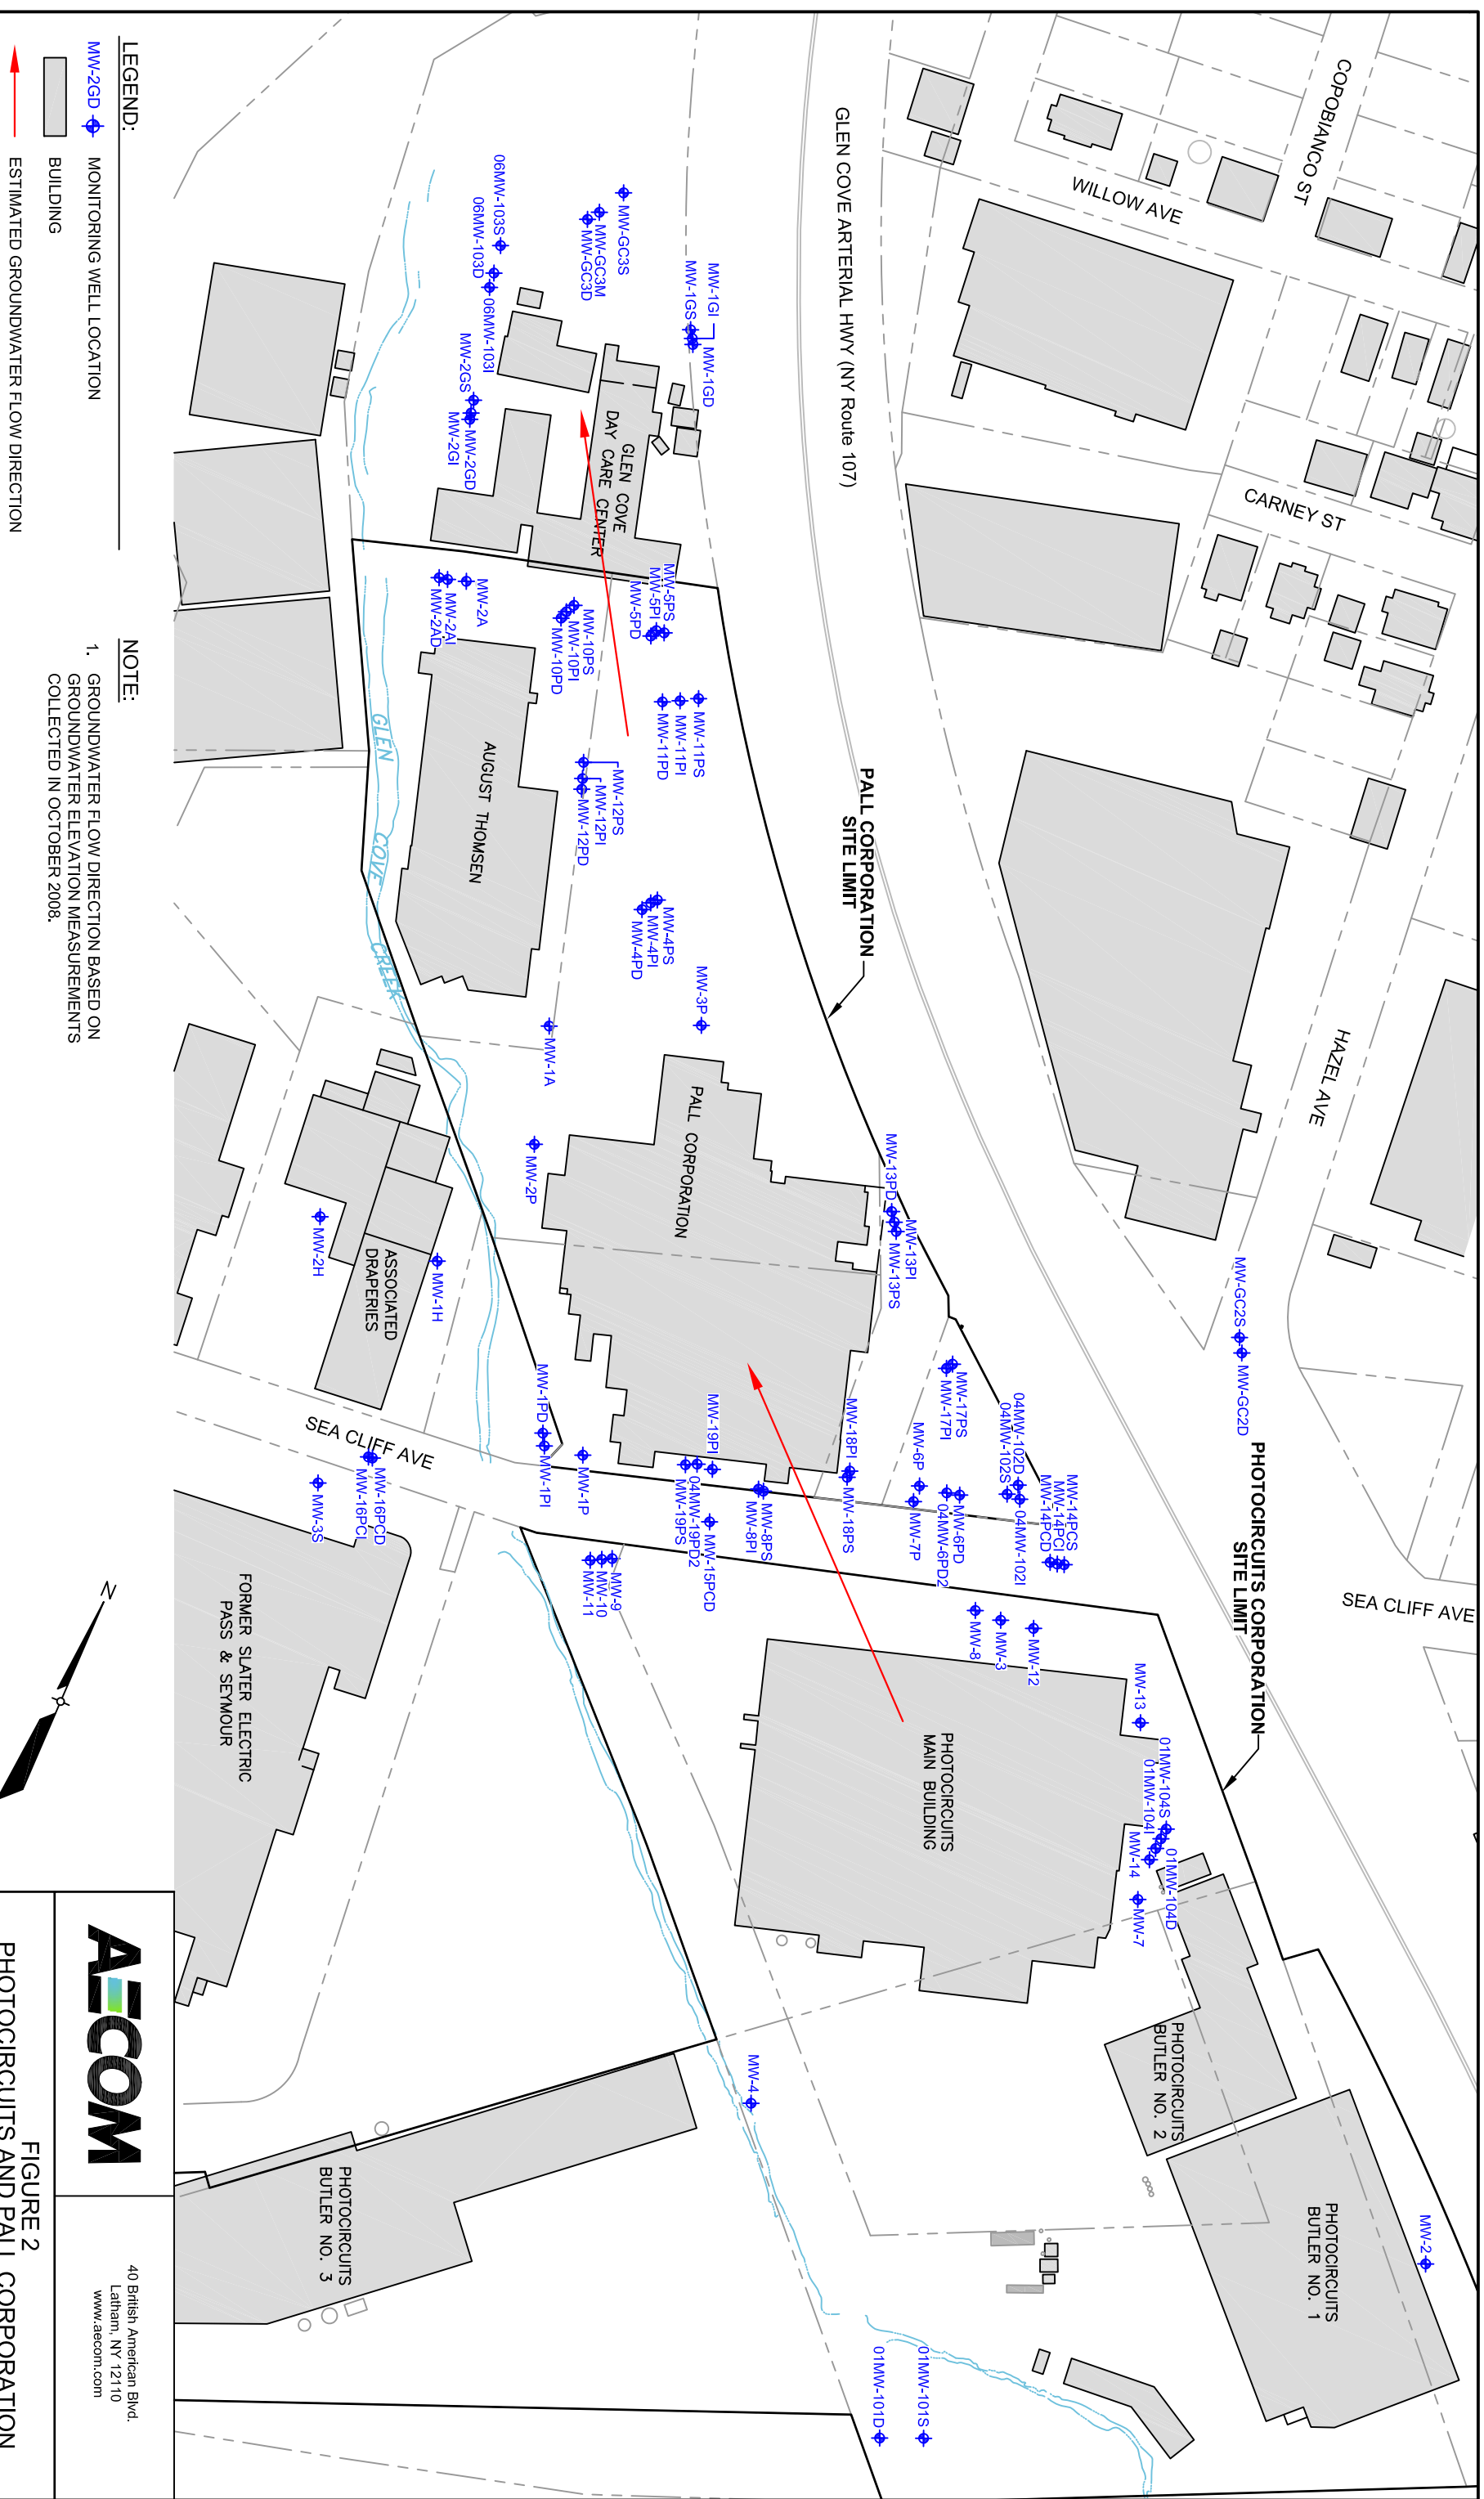 COPOBIANCO ST
WILLOW AVE
CARNEY ST
HAZEL AVE
SEA CLIFF AVE
GLEN COVE ARTERIAL HWY (NY Route 107)
PALL CORPORATION
SITE LIMIT
PHOTOCIRCUITS CORPORATION
SITE LIMIT
MW-GC2S
MW-GC2D
MW-1GI
MW-1GS
MW-1GD
MW-GC3S
MW-GC3M
MW-GC3D
06MW-103S
06MW-103D
06MW-103I
MW-2GS
MW-2GD
MW-2GI
GLEN COVE
DAY CARE CENTER
MW-5PS
MW-5PI
MW-5PD
MW-2A
MW-2AI
MW-2AD
MW-10PS
MW-10PI
MW-10PD
MW-11PS
MW-11PI
MW-11PD
MW-12PS
MW-12PI
MW-12PD
AUGUST THOMSEN
MW-4PS
MW-4PI
MW-4PD
MW-3P
MW-1A
MW-2P
PALL CORPORATION
GLEN COVE CREEK
MW-13PD
MW-13PI
MW-13PS
MW-17PS
MW-17PI
MW-18PI
MW-18PS
MW-6P
MW-7P
MW-6PD
04MW-6PD2
04MW-102D
04MW-102S
04MW-102I
MW-14PCS
MW-14PCI
MW-14PCD
MW-19PI
04MW-19PD2
MW-19PS
MW-8PS
MW-8PI
MW-15PCD
MW-1PD
MW-1PI
MW-1P
MW-9
MW-10
MW-11
MW-2H
MW-1H
ASSOCIATED
DRAPERIES
SEA CLIFF AVE
MW-16PCD
MW-16PCI
MW-3S
FORMER SLATER ELECTRIC
PASS & SEYMOUR
MW-8
MW-3
MW-12
MW-13
PHOTOCIRCUITS
MAIN BUILDING
01MW-104S
01MW-104I
01MW-104D
MW-14
MW-7
PHOTOCIRCUITS
BUTLER NO. 2
PHOTOCIRCUITS
BUTLER NO. 1
MW-2
MW-4
PHOTOCIRCUITS
BUTLER NO. 3
01MW-101S
01MW-101D
LEGEND:
MW-2GD MONITORING WELL LOCATION
BUILDING
ESTIMATED GROUNDWATER FLOW DIRECTION
NOTE:
1. GROUNDWATER FLOW DIRECTION BASED ON
GROUNDWATER ELEVATION MEASUREMENTS
COLLECTED IN OCTOBER 2008.
N
AECOM
40 British American Blvd.
Latham, NY 12110
www.aecom.com
FIGURE 2
PHOTOCIRCUITS AND PALL CORPORATION